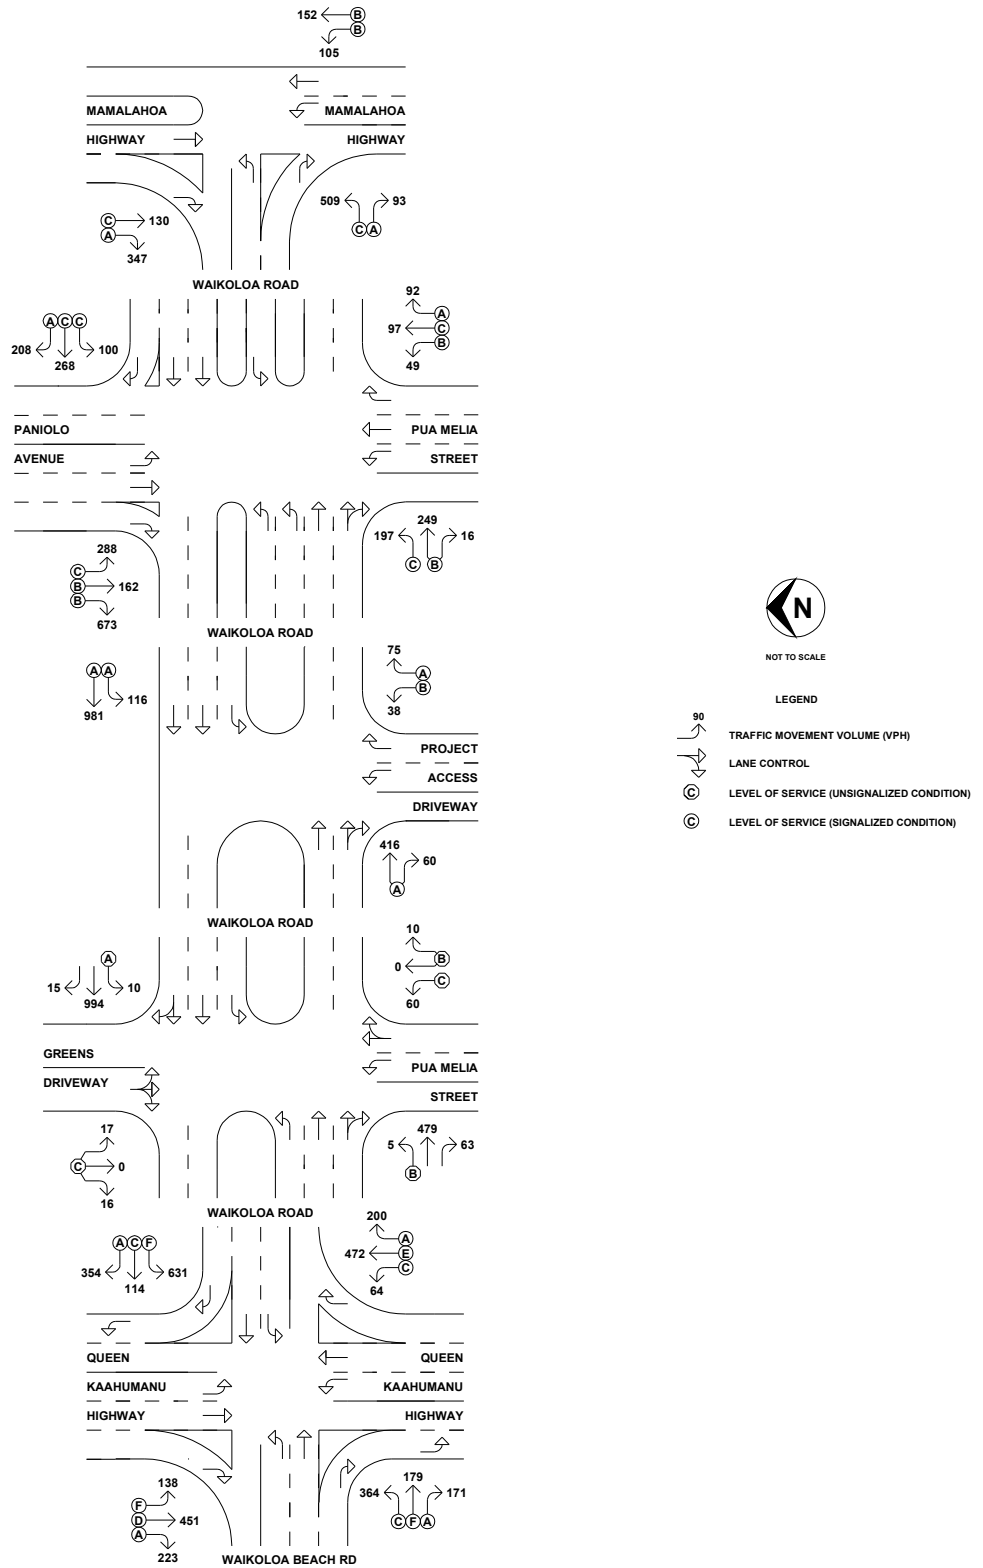 152 B
B
105
MAMALAHOA MAMALAHOA
HIGHWAY HIGHWAY
509 93
C A
C 130
A
347
WAIKOLOA ROAD
A C C
208 100
268
92
A
97 C
B
49
PANIOLO PUA MELIA
AVENUE STREET
288
C
B 162
B
673
249
197 16
C B
WAIKOLOA ROAD
A A
116
981
75
A
B
38
PROJECT
ACCESS
DRIVEWAY
416
60
A
WAIKOLOA ROAD
A
15 10
994
10
B
0
C
60
GREENS PUA MELIA
DRIVEWAY STREET
17
C 0
16
479
5 63
B
WAIKOLOA ROAD
A C F
354 631
114
200
A
472 E
C
64
QUEEN QUEEN
KAAHUMANU KAAHUMANU
HIGHWAY HIGHWAY
138
F
D 451
A
223
179
364 171
C F A
WAIKOLOA BEACH RD
N
NOT TO SCALE
LEGEND
90
TRAFFIC MOVEMENT VOLUME (VPH)
LANE CONTROL
C LEVEL OF SERVICE (UNSIGNALIZED CONDITION)
C LEVEL OF SERVICE (SIGNALIZED CONDITION)